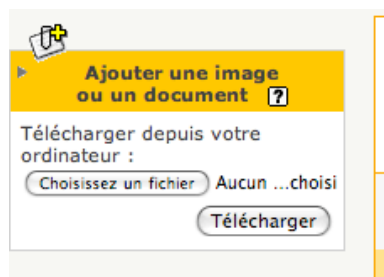 Ajouter une image
ou un document ?
Télécharger depuis votre
ordinateur :
Choisissez un fichier Aucun ...choisi
Télécharger